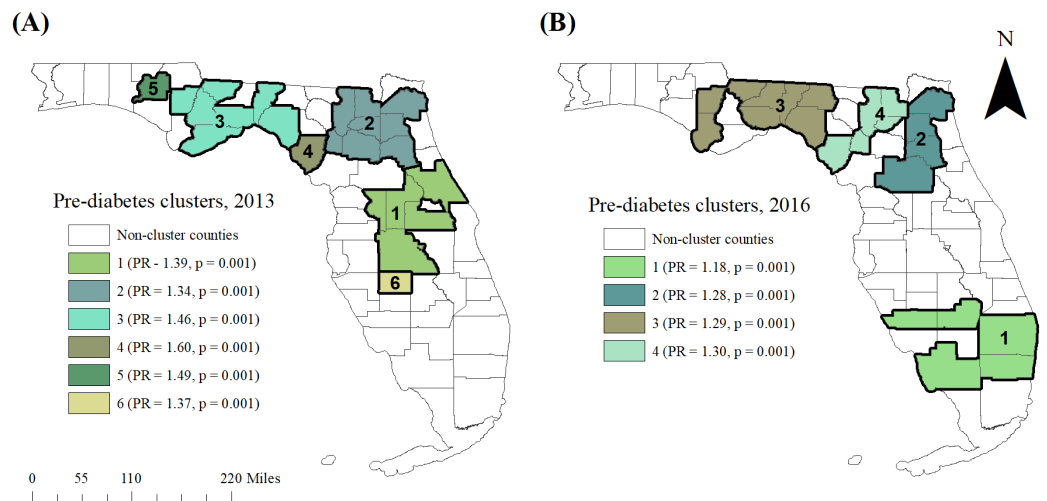 (A)
(B)
N
5
3
2
4
1
6
3
4
2
1
Pre-diabetes clusters, 2013
Non-cluster counties
1 (PR - 1.39, p = 0.001)
2 (PR = 1.34, p = 0.001)
3 (PR = 1.46, p = 0.001)
4 (PR = 1.60, p = 0.001)
5 (PR = 1.49, p = 0.001)
6 (PR = 1.37, p = 0.001)
Pre-diabetes clusters, 2016
Non-cluster counties
1 (PR = 1.18, p = 0.001)
2 (PR = 1.28, p = 0.001)
3 (PR = 1.29, p = 0.001)
4 (PR = 1.30, p = 0.001)
0 55 110 220 Miles